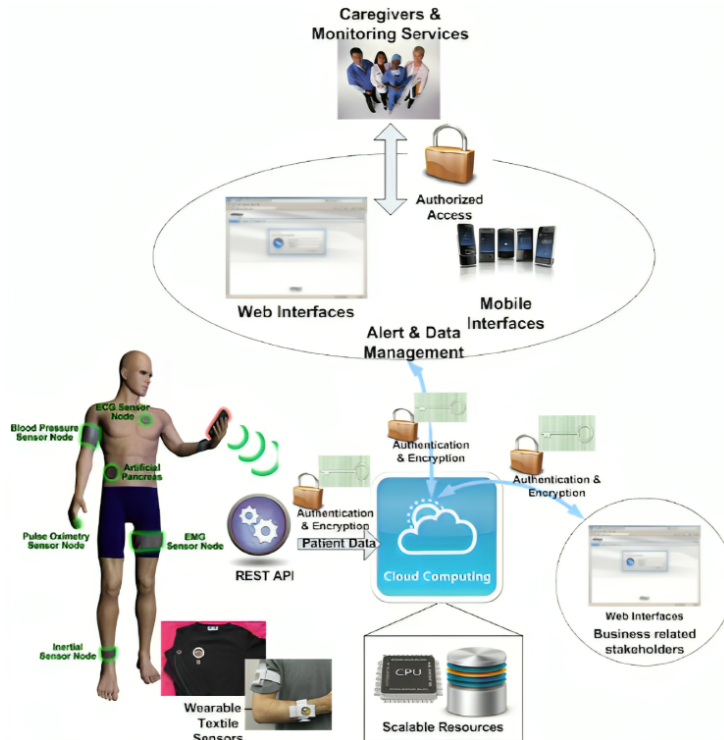 Caregivers &
Monitoring Services
Authorized
Access
Web Interfaces
Mobile
Interfaces
Alert & Data
Management
ECG Sensor
Node
Blood Pressure
Sensor Node
Artificial
Pancreas
Pulse Oximetry
Sensor Node
EMG
Sensor Node
Inertial
Sensor Node
Authentication
& Encryption
Authentication &
Encryption
Authentication
& Encryption
Patient Data
REST API
Cloud Computing
Web Interfaces
Business related
stakeholders
Wearable
Textile
Sensors
CPU
Scalable Resources